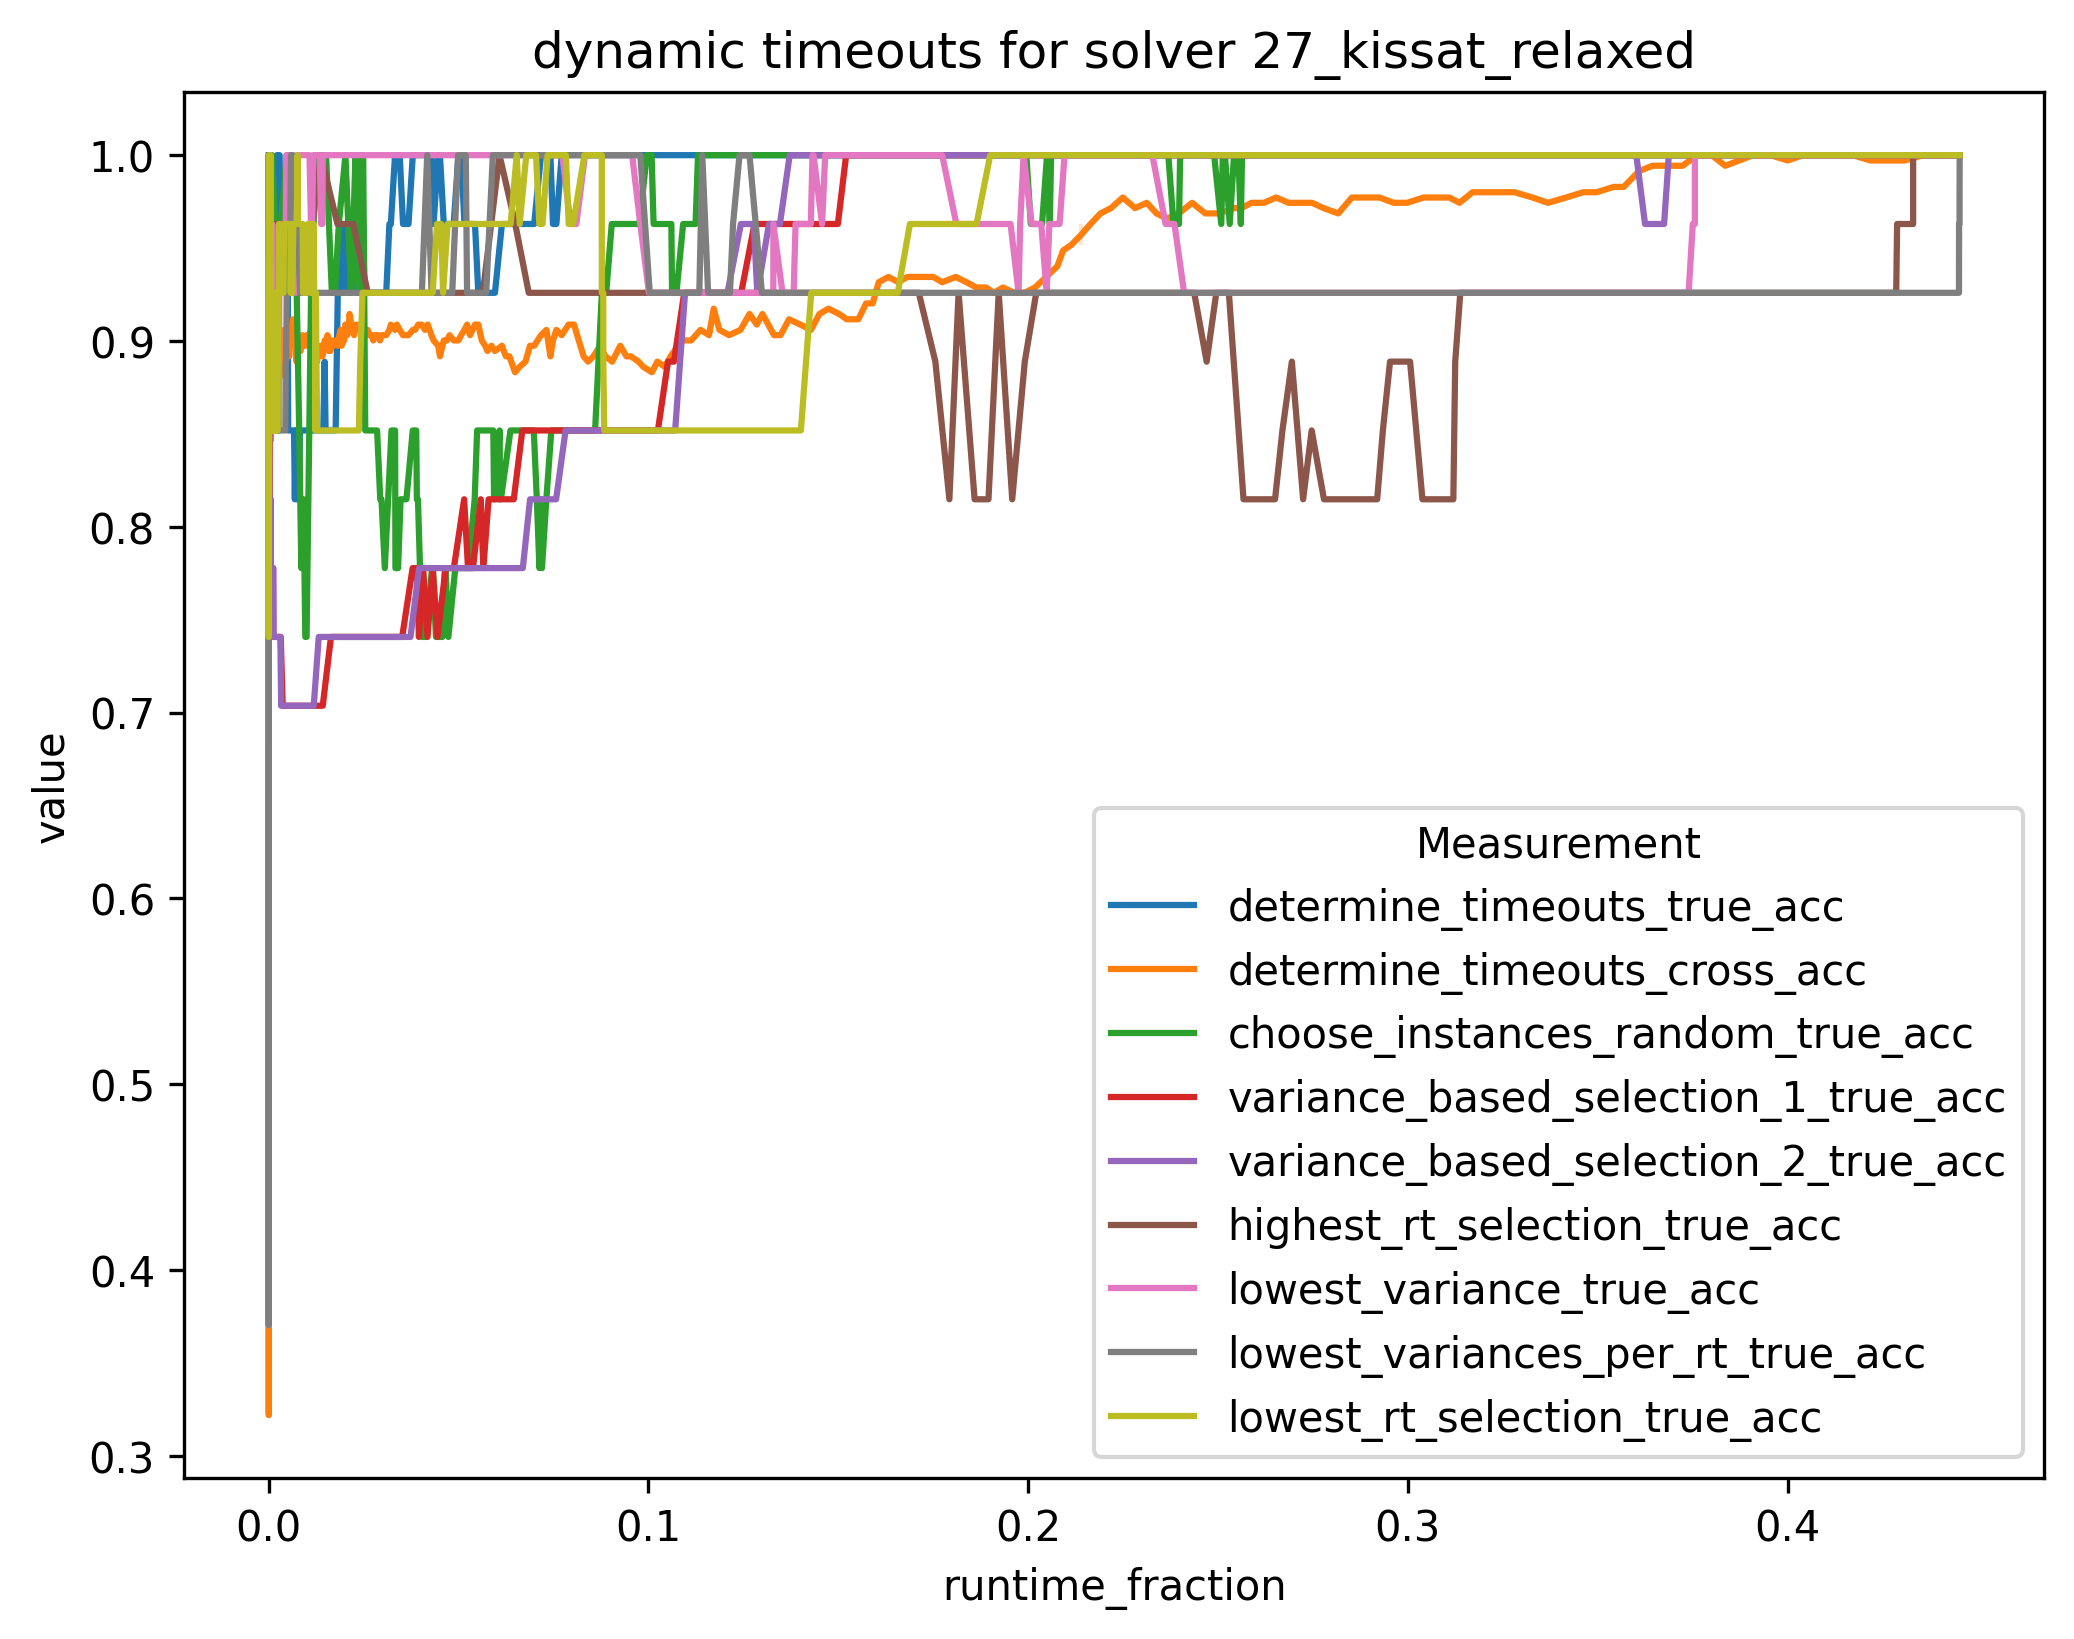 dynamic timeouts for solver 27_kissat_relaxed
1.0
0.9
0.8
0.7
0.6
0.5
0.4
0.3
value
Measurement
determine_timeouts_true_acc
determine_timeouts_cross_acc
choose_instances_random_true_acc
variance_based_selection_1_true_acc
variance_based_selection_2_true_acc
highest_rt_selection_true_acc
lowest_variance_true_acc
lowest_variances_per_rt_true_acc
lowest_rt_selection_true_acc
0.0 0.1 0.2 0.3 0.4
runtime_fraction